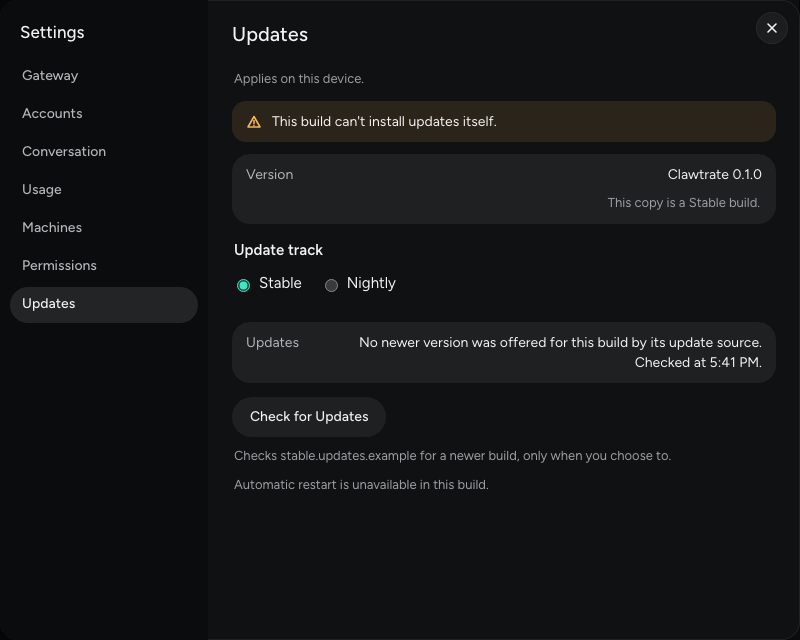 Settings
Gateway
Accounts
Conversation
Usage
Machines
Permissions
Updates
Updates
Applies on this device.
This build can't install updates itself.
Version
Clawtrate 0.1.0
This copy is a Stable build.
Update track
Stable
Nightly
Updates
No newer version was offered for this build by its update source.
Checked at 5:41 PM.
Check for Updates
Checks stable.updates.example for a newer build, only when you choose to.
Automatic restart is unavailable in this build.